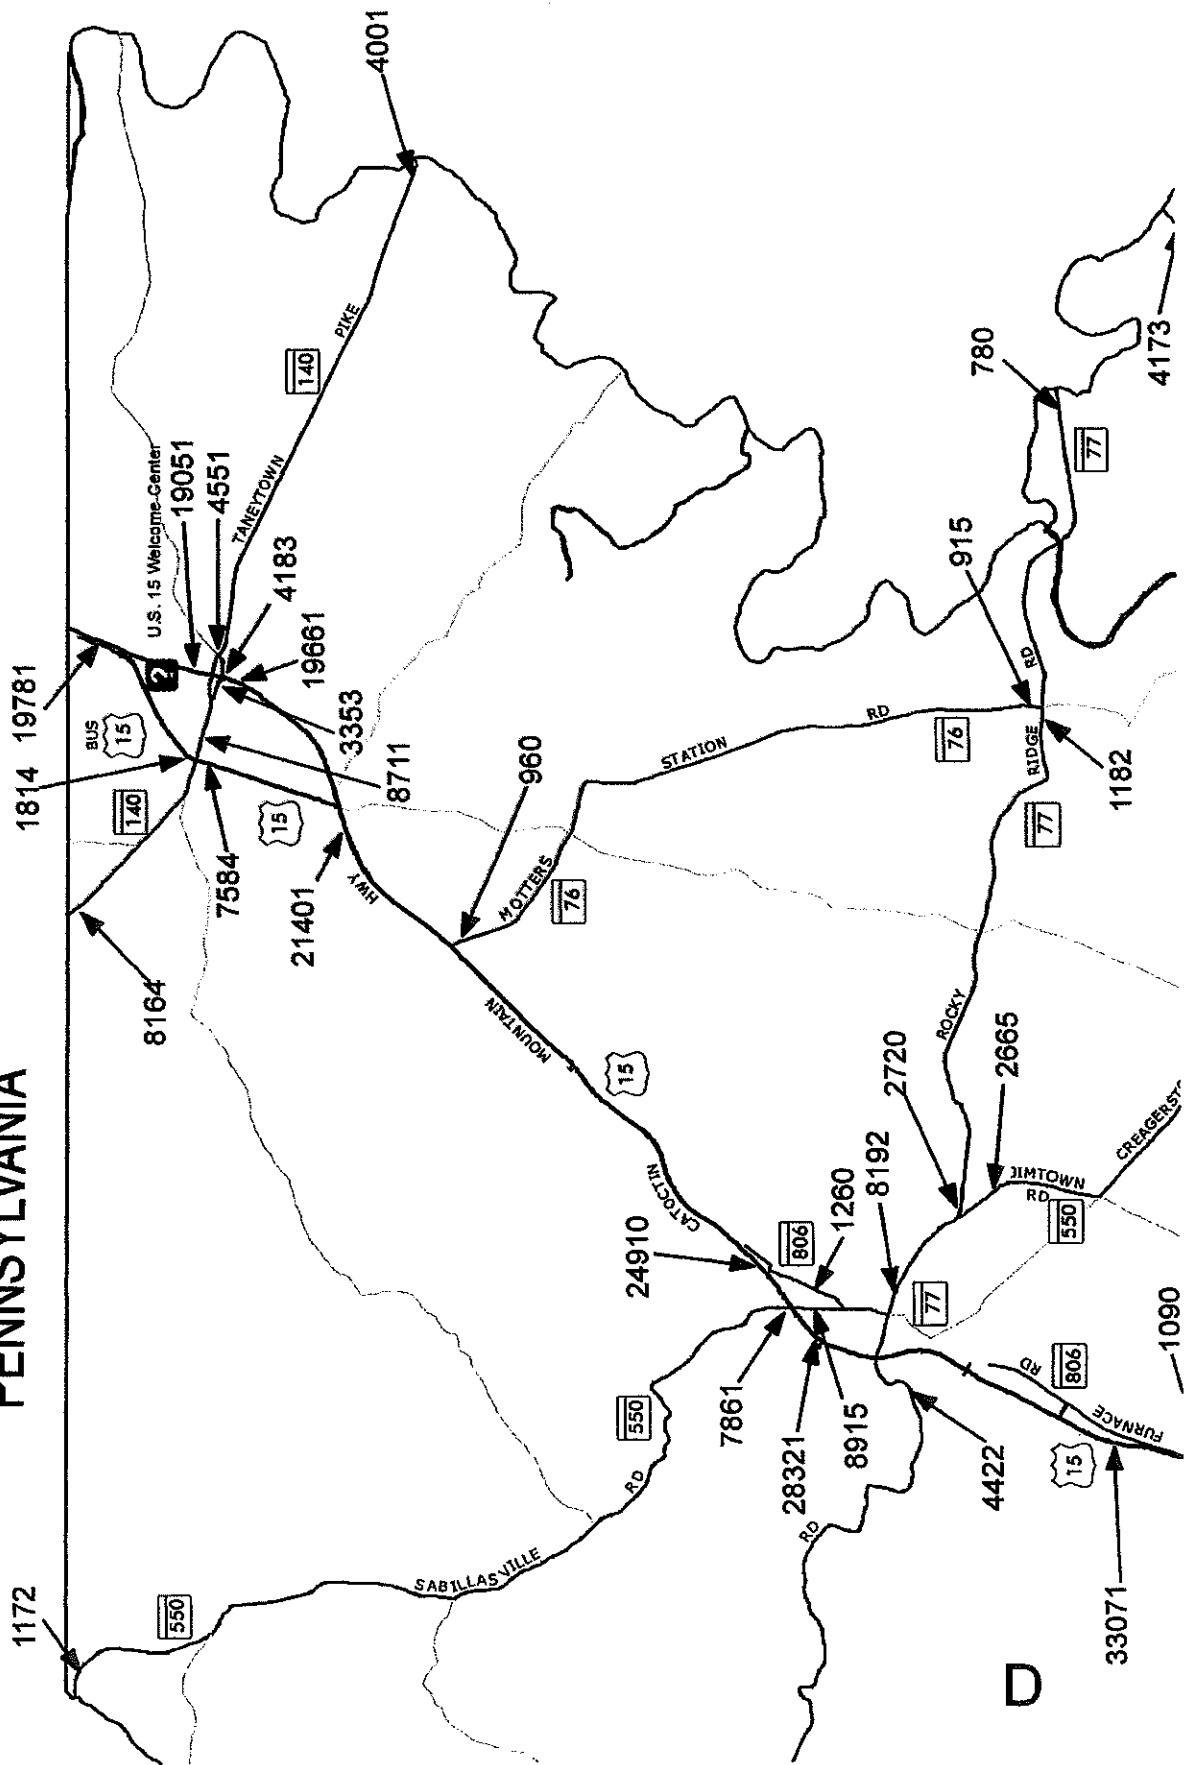 PENNSYLVANIA
1172
8164
1814
19781
4001
BUS
15
140
U.S. 15 Welcome Center
?
19051
4551
7584
8711
3353
19661
4183
TANEYTOWN
PIKE
140
15
21401
HWY
960
MOTTERS
76
STATION
RD
76
MOUNTAIN
15
CATOCTIN
550
SABILLASVILLE
RD
550
24910
806
1260
7861
28321
8915
8192
2720
2665
ROCKY
RIDGE
RD
77
915
1182
780
77
4173
77
JIMTOWN
RD
550
CREAGERST
RD
4422
15
FURNACE
RD
806
33071
1090
D